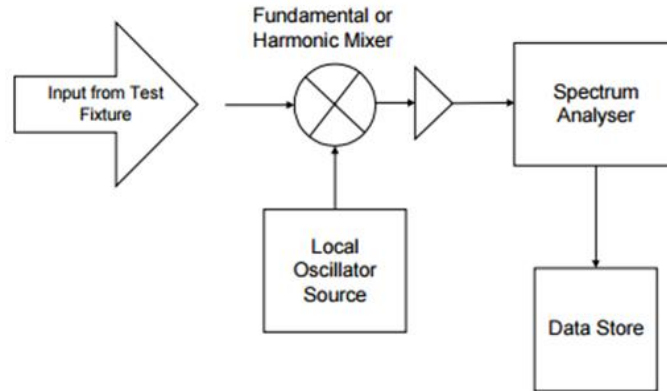 Fundamental or
Harmonic Mixer
Input from Test
Fixture
Spectrum
Analyser
Local
Oscillator
Source
Data Store